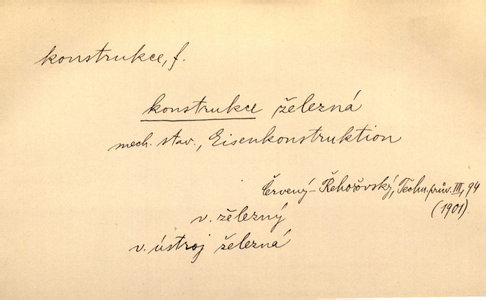 konstrukce, f.
konstrukce železná
mech. stav., Eisenkonstruktion
Červený-Řehořovský, Techn. prův. III, 94
(1901)
v. železný
v. ústroj železná